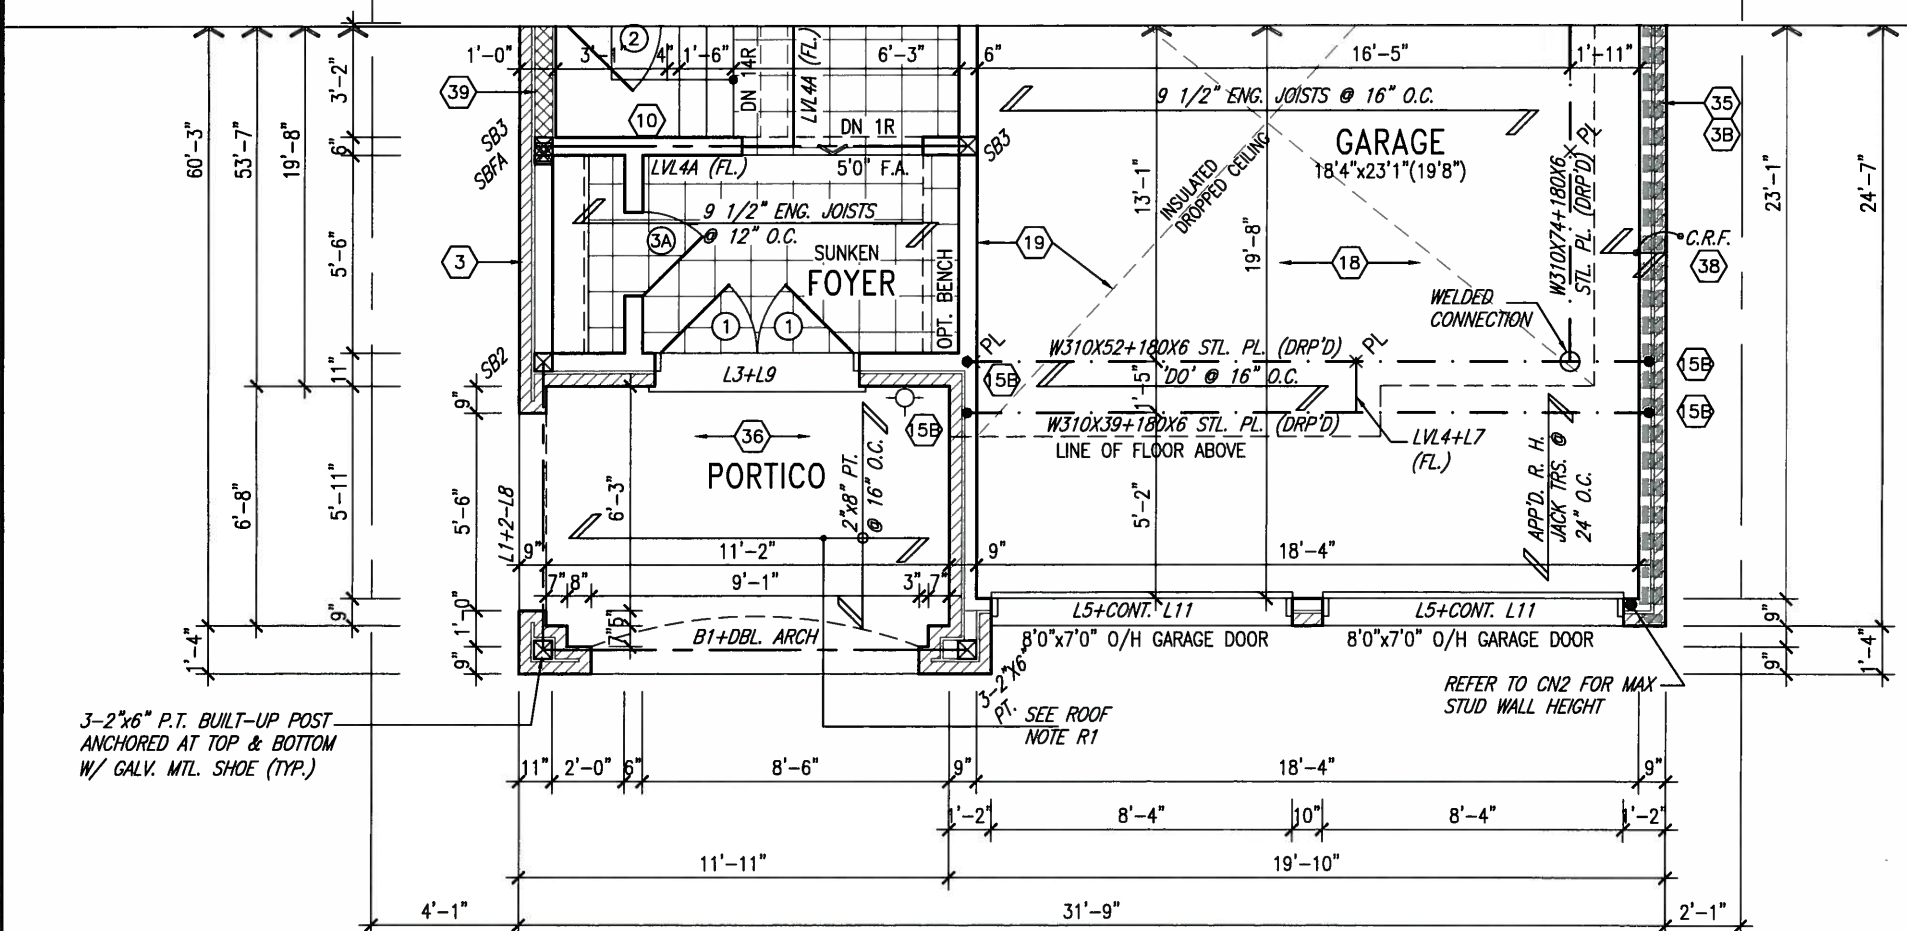 1'-0"
3'-1"
2
4"
1'-6"
DN 14R
LVL4A (FL.)
6'-3"
6"
16'-5"
1'-11"
39
10
9 1/2" ENG. JOISTS @ 16" O.C.
35
3B
3'-2"
6"
60'-3"
53'-7"
19'-8"
SB3
SBFA
DN 1R
SB3
GARAGE
18'4"x23'1"(19'8")
PL
LVL4A (FL.)
5'0" F.A.
13'-1"
INSULATED
DROPPED CEILING
W310X74+180X6
STL. PL. (DRP'D)
23'-1"
24'-7"
9 1/2" ENG. JOISTS
@ 12" O.C.
3A
5'-6"
3
SUNKEN
FOYER
OPT. BENCH
19
19'-8"
18
C.R.F.
38
1
1
WELDED
CONNECTION
11"
SB2
L3+L9
PL
W310X52+180X6 STL. PL. (DRP'D)
PL
15B
15B
'DO' @ 16" O.C.
1'-5"
9"
15B
15B
W310X39+180X6 STL. PL. (DRP'D)
LINE OF FLOOR ABOVE
LVL4+L7
(FL.)
36
PORTICO
2"x8" PT.
@ 16" O.C.
6'-8"
5'-11"
5'-6"
L1+2-L8
6'-3"
5'-2"
APP'D. R. H.
JACK TRS. @
24" O.C.
9"
11'-2"
9"
18'-4"
7"
8"
9'-1"
3"
7"
9"
1'-0"
1'-4"
9"
5"
7"
B1+DBL. ARCH
L5+CONT. L11
L5+CONT. L11
8'0"x7'0" O/H GARAGE DOOR
8'0"x7'0" O/H GARAGE DOOR
9"
9"
1'-4"
3-2"X6"
PT.
REFER TO CN2 FOR MAX
STUD WALL HEIGHT
3-2"x6" P.T. BUILT-UP POST
ANCHORED AT TOP & BOTTOM
W/ GALV. MTL. SHOE (TYP.)
SEE ROOF
NOTE R1
11"
2'-0"
6"
8'-6"
9"
18'-4"
9"
1'-2"
8'-4"
10"
8'-4"
1'-2"
11'-11"
19'-10"
4'-1"
31'-9"
2'-1"